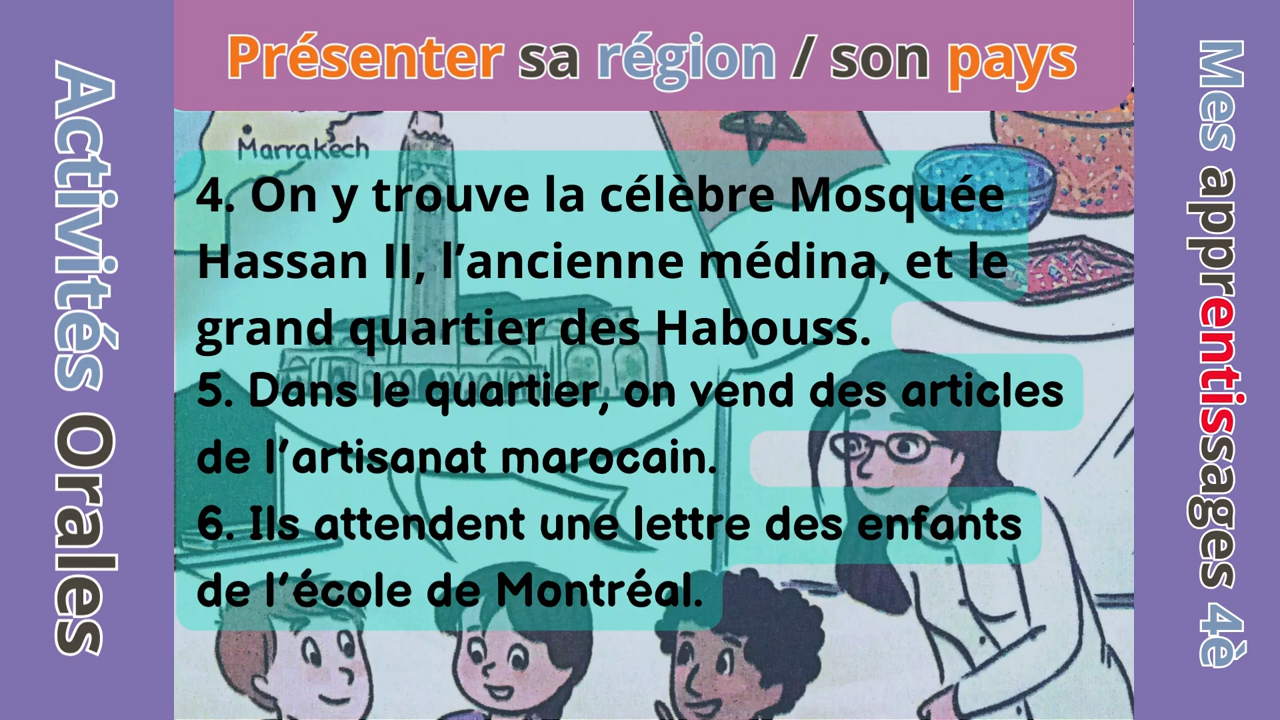 Présenter sa région / son pays
Activités Orales
Marrakech
4. On y trouve la célèbre Mosquée
Hassan II, l’ancienne médina, et le
grand quartier des Habouss.
5. Dans le quartier, on vend des articles
de l’artisanat marocain.
6. Ils attendent une lettre des enfants
de l’école de Montréal.
Mes apprentissages 4è